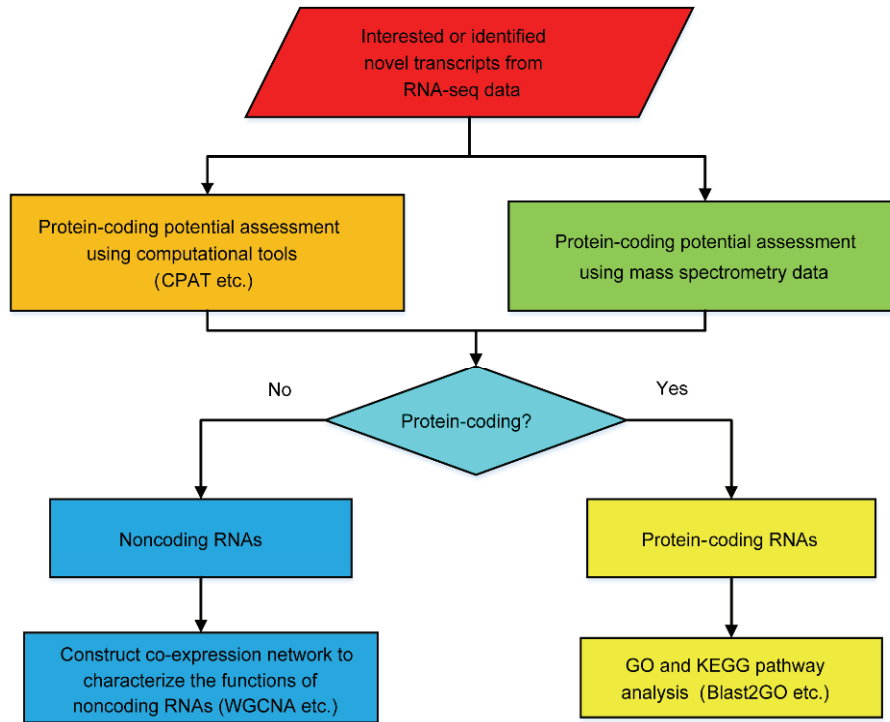 Interested or identified
novel transcripts from
RNA-seq data
Protein-coding potential assessment
using computational tools
(CPAT etc.)
Protein-coding potential assessment
using mass spectrometry data
No
Yes
Protein-coding?
Noncoding RNAs
Protein-coding RNAs
Construct co-expression network to
characterize the functions of
noncoding RNAs (WGCNA etc.)
GO and KEGG pathway
analysis (Blast2GO etc.)